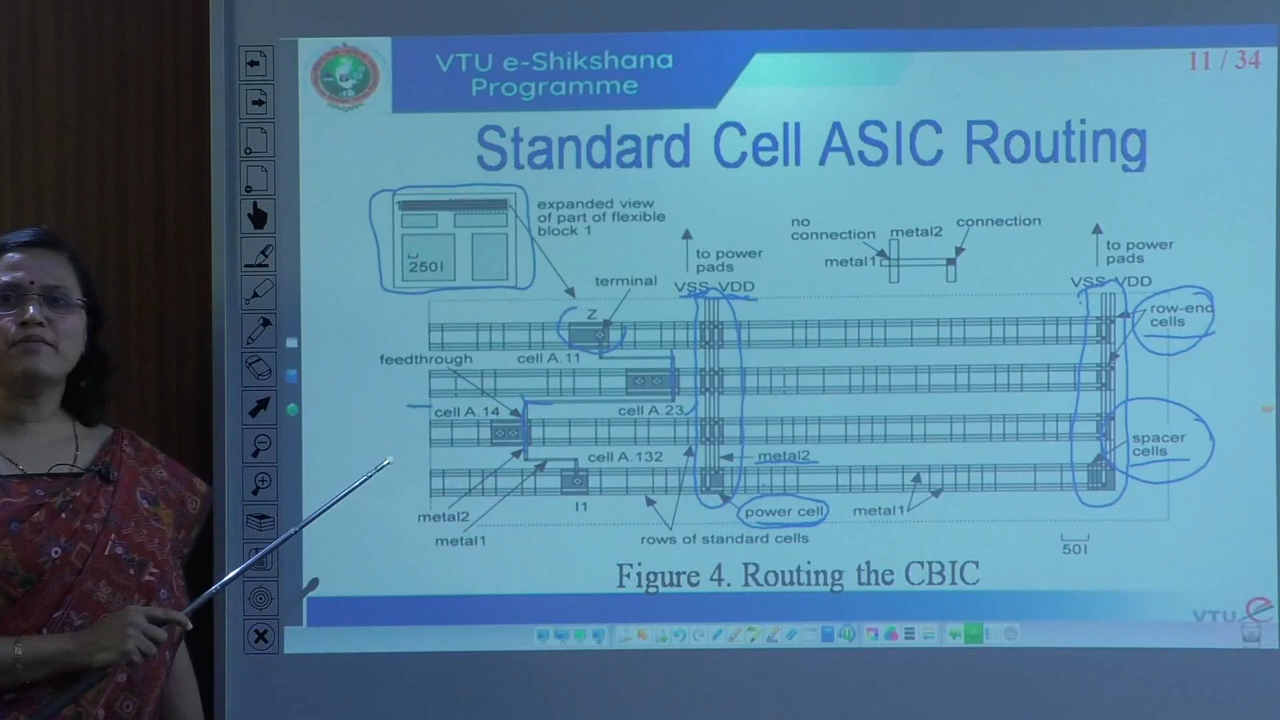 VTU e-Shikshana
Programme
11 / 34
Standard Cell ASIC Routing
expanded view
of part of flexible
block 1
250l
terminal
Z
to power
pads
VSS VDD
no
connection
metal2
connection
metal1
to power
pads
VSS VDD
row-end
cells
feedthrough
cell A.11
cell A.14
cell A.23
cell A.132
metal2
spacer
cells
I1
power cell
metal1
metal2
metal1
rows of standard cells
50l
Figure 4. Routing the CBIC
VTU e